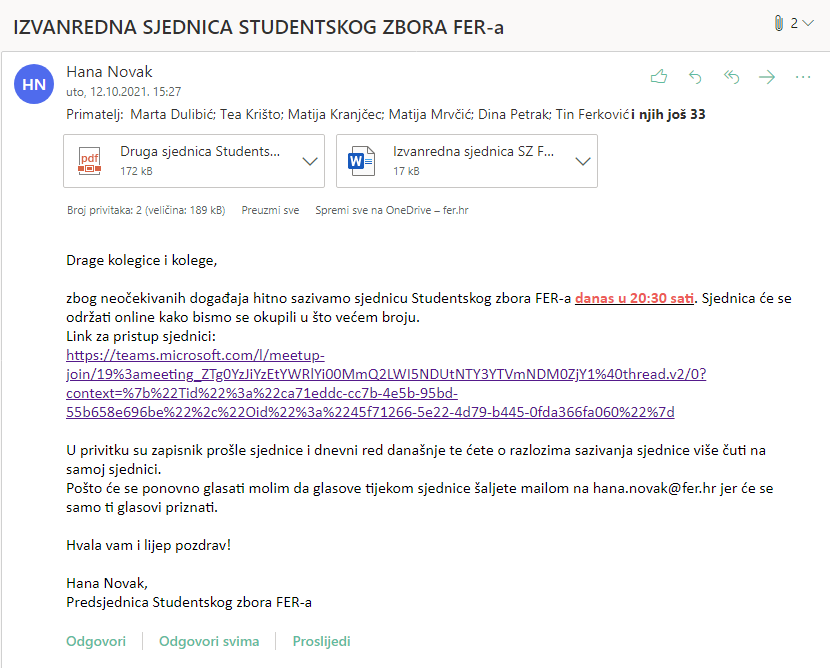 IZVANREDNA SJEDNICA STUDENTSKOG ZBORA FER-a
2
HN
Hana Novak
uto, 12.10.2021. 15:27
Primatelj: Marta Dulibić; Tea Krišto; Matija Kranjčec; Matija Mrvčić; Dina Petrak; Tin Ferković i njih još 33
pdf
Druga sjednica Students...
172 kB
W
Izvanredna sjednica SZ F...
17 kB
Broj privitaka: 2 (veličina: 189 kB) Preuzmi sve Spremi sve na OneDrive – fer.hr
Drage kolegice i kolege,
zbog neočekivanih događaja hitno sazivamo sjednicu Studentskog zbora FER-a danas u 20:30 sati. Sjednica će se
održati online kako bismo se okupili u što većem broju.
Link za pristup sjednici:
https://teams.microsoft.com/l/meetup-
join/19%3ameeting_ZTg0YzJiYzEtYWRlYi00MmQ2LWI5NDUtNTY3YTVmNDM0ZjY1%40thread.v2/0?
context=%7b%22Tid%22%3a%22ca71eddc-cc7b-4e5b-95bd-
55b658e696be%22%2c%22Oid%22%3a%2245f71266-5e22-4d79-b445-0fda366fa060%22%7d
U privitku su zapisnik prošle sjednice i dnevni red današnje te ćete o razlozima sazivanja sjednice više čuti na
samoj sjednici.
Pošto će se ponovno glasati molim da glasove tijekom sjednice šaljete mailom na hana.novak@fer.hr jer će se
samo ti glasovi priznati.
Hvala vam i lijep pozdrav!
Hana Novak,
Predsjednica Studentskog zbora FER-a
Odgovori Odgovori svima Proslijedi